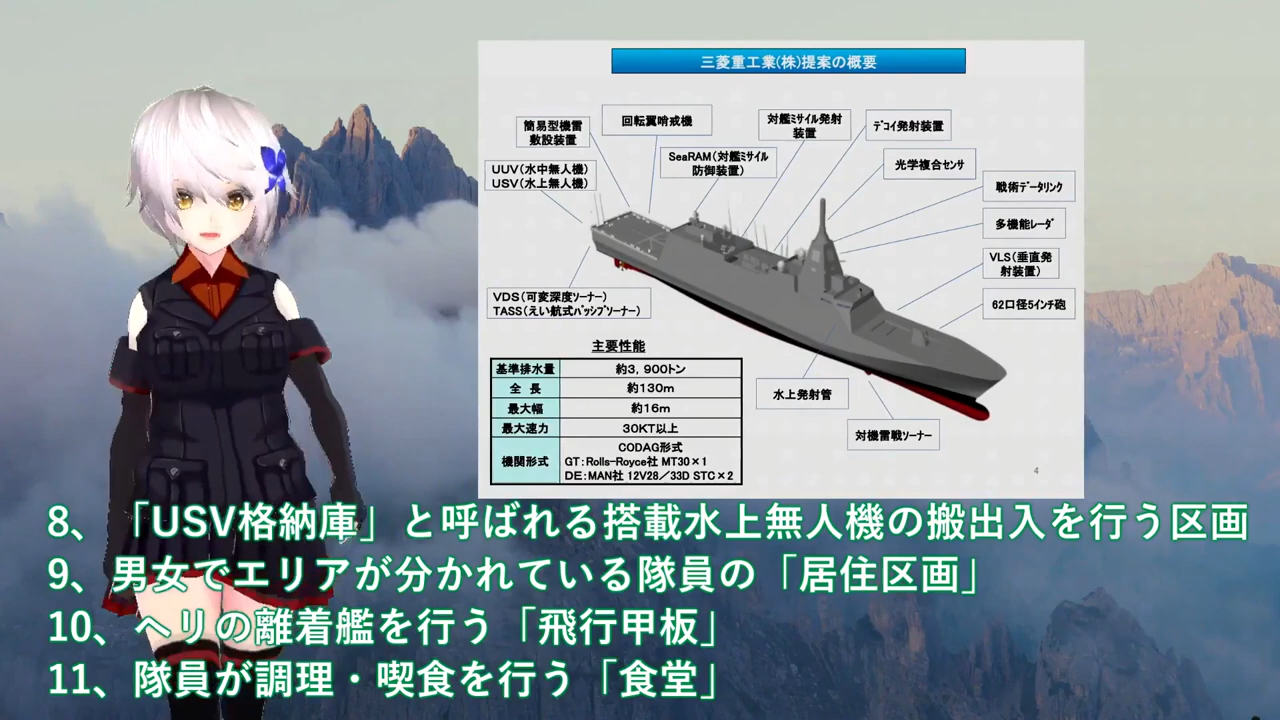 三菱重工業(株)提案の概要
簡易型機雷
敷設装置
回転翼哨戒機
対艦ミサイル発射
装置
デコイ発射装置
UUV(水中無人機)
USV(水上無人機)
SeaRAM(対艦ミサイル
防御装置)
光学複合センサ
戦術データリンク
多機能レーダ
VLS(垂直発
射装置)
62口径5インチ砲
VDS(可変深度ソーナー)
TASS(えい航式パッシブソーナー)
水上発射管
対機雷戦ソーナー
主要性能
基準排水量 約3,900トン
全 長 約130m
最大幅 約16m
最大速力 30KT以上
機関形式 CODAG形式
GT:Rolls-Royce社 MT30×1
DE:MAN社 12V28/33D STC×2
4
8、「USV格納庫」と呼ばれる搭載水上無人機の搬出入を行う区画
9、男女でエリアが分かれている隊員の「居住区画」
10、ヘリの離着艦を行う「飛行甲板」
11、隊員が調理・喫食を行う「食堂」